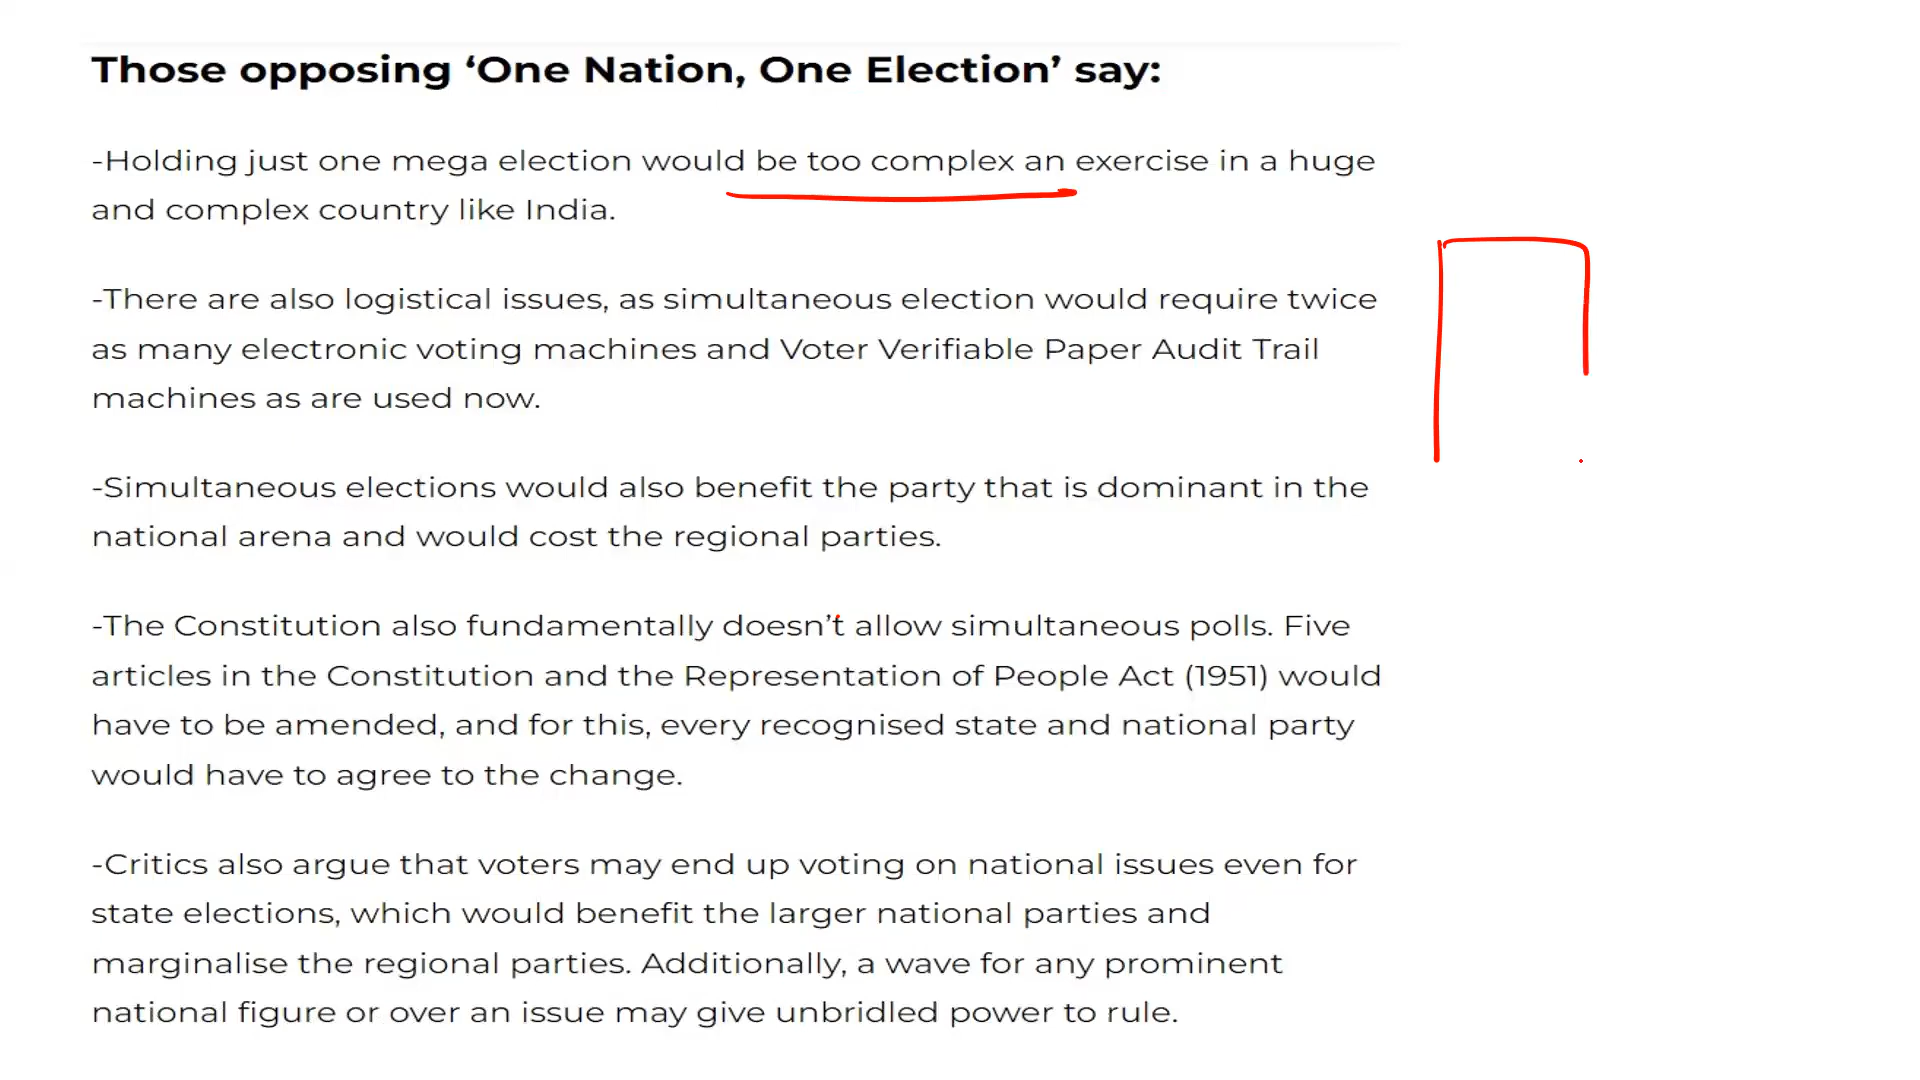 Those opposing ‘One Nation, One Election’ say:
-Holding just one mega election would be too complex an exercise in a huge
and complex country like India.
-There are also logistical issues, as simultaneous election would require twice
as many electronic voting machines and Voter Verifiable Paper Audit Trail
machines as are used now.
-Simultaneous elections would also benefit the party that is dominant in the
national arena and would cost the regional parties.
-The Constitution also fundamentally doesn’t allow simultaneous polls. Five
articles in the Constitution and the Representation of People Act (1951) would
have to be amended, and for this, every recognised state and national party
would have to agree to the change.
-Critics also argue that voters may end up voting on national issues even for
state elections, which would benefit the larger national parties and
marginalise the regional parties. Additionally, a wave for any prominent
national figure or over an issue may give unbridled power to rule.